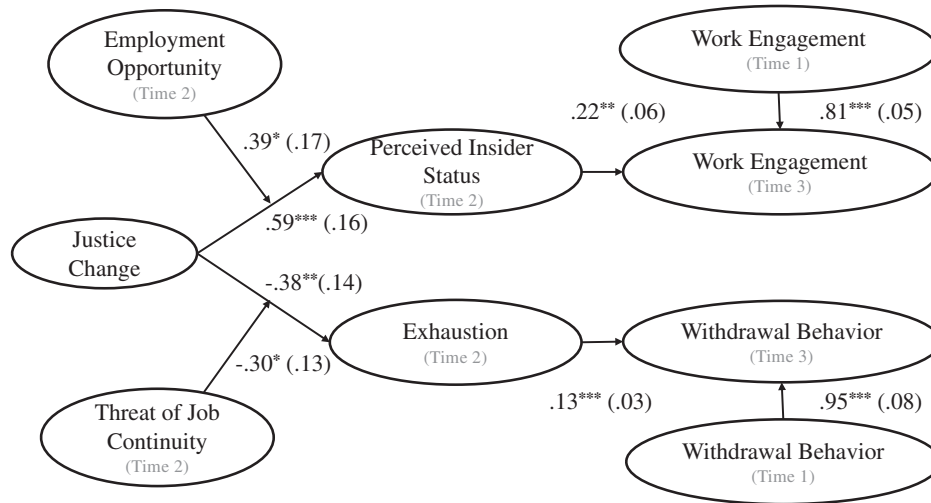 Employment
Opportunity
(Time 2)
Work Engagement
(Time 1)
.39* (.17)
.22** (.06)
.81*** (.05)
Perceived Insider
Status
(Time 2)
Work Engagement
(Time 3)
.59*** (.16)
Justice
Change
-.38**(.14)
Exhaustion
(Time 2)
Withdrawal Behavior
(Time 3)
-.30* (.13)
.13*** (.03)
.95*** (.08)
Threat of Job
Continuity
(Time 2)
Withdrawal Behavior
(Time 1)